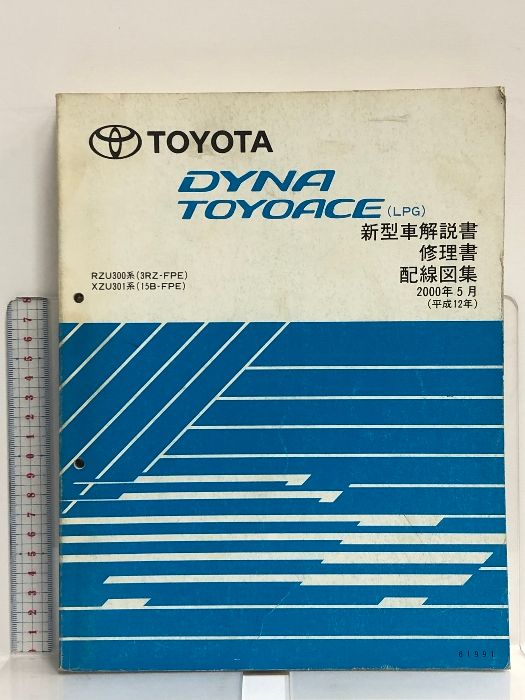 TOYOTA
DYNA
TOYOACE (LPG)
新型車解説書
修理書
配線図集
2000年5月
(平成12年)
RZU300系(3RZ-FPE)
XZU301系(15B-FPE)
61991